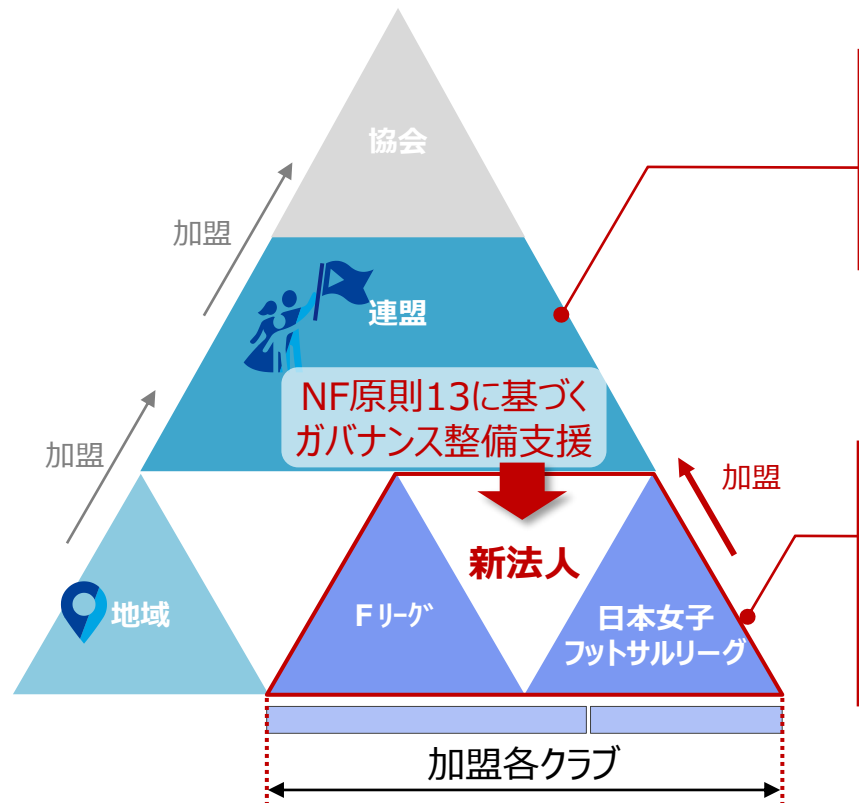 協会
加盟
連盟
NF原則13に基づく
ガバナンス整備支援
加盟
加盟
新法人
地域
Fリーグ
日本女子
フットサルリーグ
加盟各クラブ